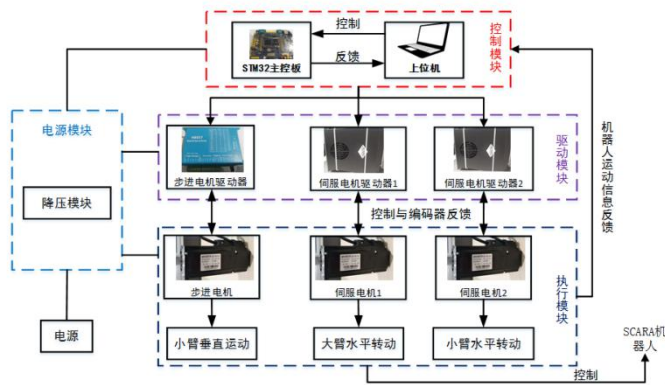 控制
反馈
STM32主控板
上位机
控制模块
电源模块
降压模块
电源
步进电机驱动器
伺服电机驱动器1
伺服电机驱动器2
驱动模块
控制与编码器反馈
步进电机
伺服电机1
伺服电机2
执行模块
小臂垂直运动
大臂水平转动
小臂水平转动
机器人运动信息反馈
控制
SCARA机
器人